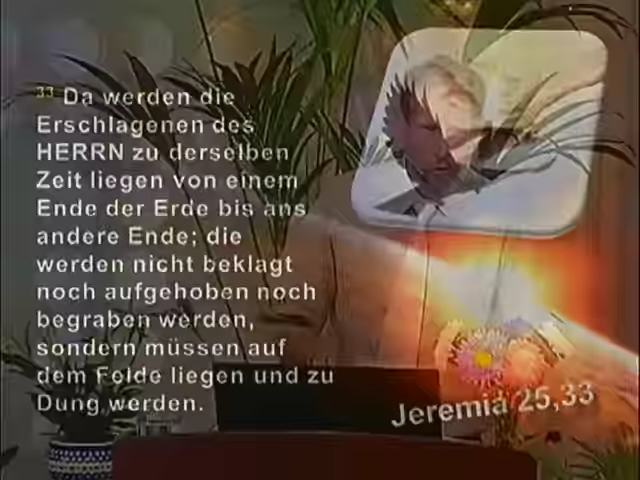 33 Da werden die
Erschlagenen des
HERRN zu derselben
Zeit liegen von einem
Ende der Erde bis ans
andere Ende; die
werden nicht beklagt
noch aufgehoben noch
begraben werden,
sondern müssen auf
dem Felde liegen und zu
Dung werden.
Jeremia 25,33